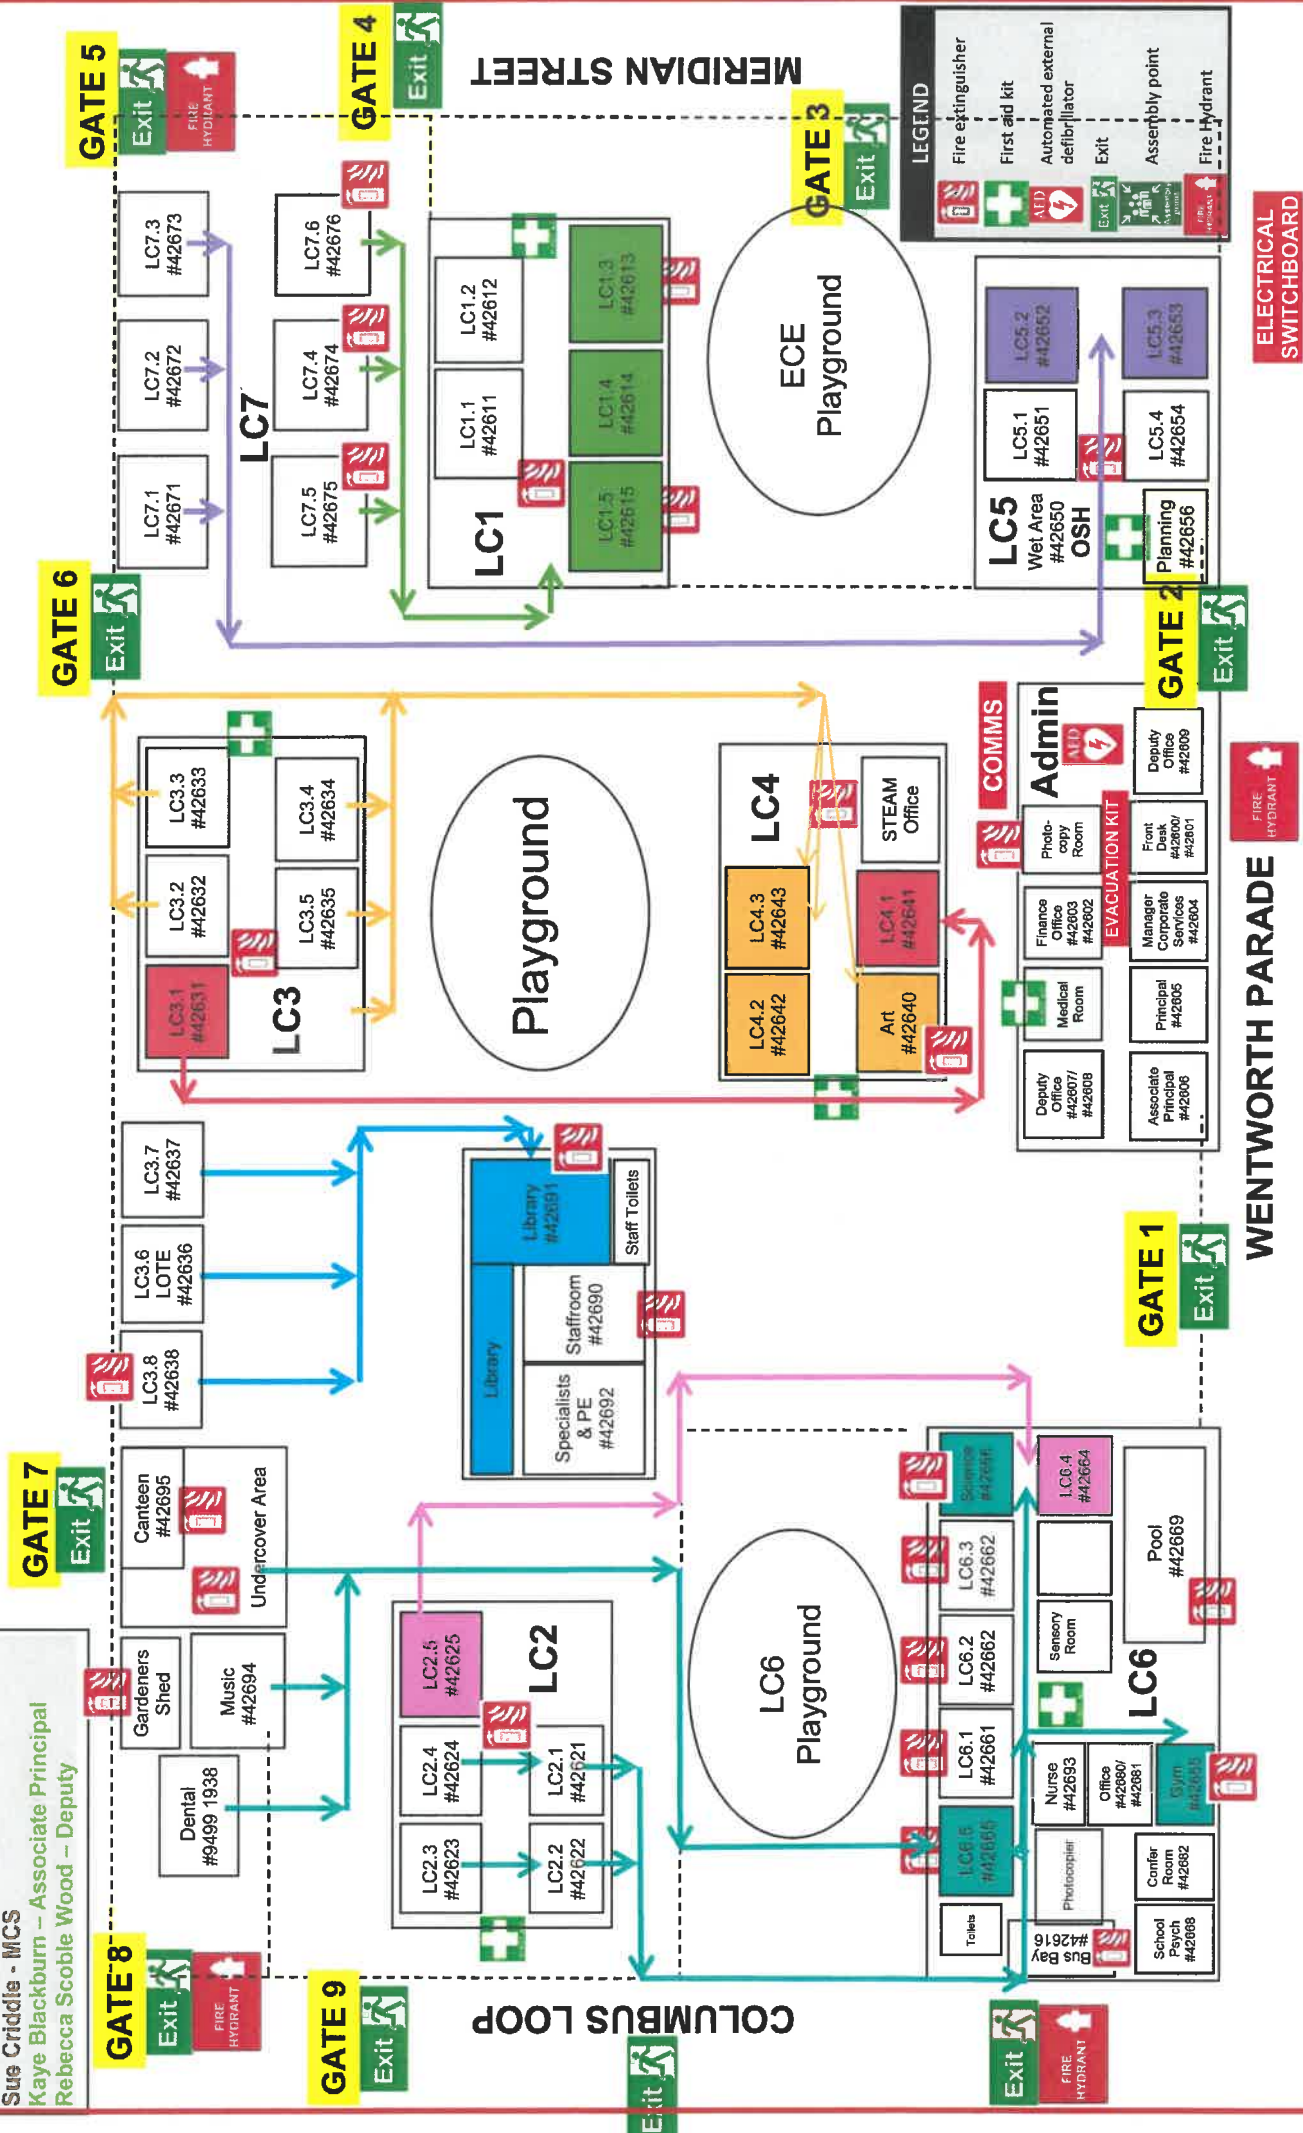 Sue Criddle - MCS
Kaye Blackburn – Associate Principal
Rebecca Scoble Wood – Deputy
GATE 8
Exit
FIRE
HYDRANT
GATE 7
Exit
GATE 6
Exit
GATE 5
Exit
FIRE
HYDRANT
GATE 4
Exit
MERIDIAN STREET
Dental
#9499 1938
Gardeners
Shed
Music
#42694
Canteen
#42695
Undercover Area
LC3.8
#42638
LC3.6
LOTE
#42636
LC3.7
#42637
LC3.1
#42631
LC3.2
#42632
LC3.3
#42633
LC3.5
#42635
LC3.4
#42634
LC3
LC7.1
#42671
LC7.2
#42672
LC7.3
#42673
LC7
LC7.5
#42675
LC7.4
#42674
LC7.6
#42676
GATE 9
Exit
COLUMBUS LOOP
LC2.3
#42623
LC2.4
#42624
LC2.5
#42625
LC2.2
#42622
LC2.1
#42621
LC2
Library
Library
#42691
Specialists
& PE
#42692
Staffroom
#42690
Staff Toilets
Playground
LC1
LC1.1
#42611
LC1.2
#42612
LC1.5
#42615
LC1.4
#42614
LC1.3
#42613
ECE
Playground
GATE 3
Exit
Exit
LC6
Playground
LC4.2
#42642
LC4.3
#42643
LC4
Art
#42640
LC4.1
#42641
STEAM
Office
LEGEND
Fire extinguisher
First aid kit
AED
Automated external
defibrillator
Exit
Exit
Assembly
point
Assembly point
FIRE
HYDRANT
Fire Hydrant
Exit
FIRE
HYDRANT
Toilets
LC6.5
#42665
LC6.1
#42661
LC6.2
#42662
LC6.3
#42662
Science
Bus Bay
#42616
Photocopier
Nurse
#42693
Office
#42680/
#42681
Sensory
Room
LC6.4
#42664
LC6
School
Psych
#42668
Confer
Room
#42682
Gym
Pool
#42669
GATE 1
Exit
COMMS
Admin
AED
Deputy
Office
#42607/
#42608
Medical
Room
Finance
Office
#42603
#42602
Photo-
copy
Room
EVACUATION KIT
Associate
Principal
#42606
Principal
#42605
Manager
Corporate
Services
#42604
Front
Desk
#42600/
#42601
Deputy
Office
#42609
GATE 2
Exit
LC5
Wet Area
#42650
OSH
LC5.1
#42651
LC5.2
#42652
Planning
#42656
LC5.4
#42654
LC5.3
#42653
WENTWORTH PARADE
FIRE
HYDRANT
ELECTRICAL
SWITCHBOARD